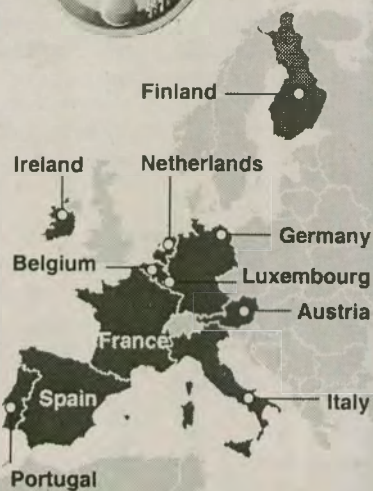 Finland
Ireland
Netherlands
Germany
Belgium
Luxembourg
Austria
France
Spain
Italy
Portugal